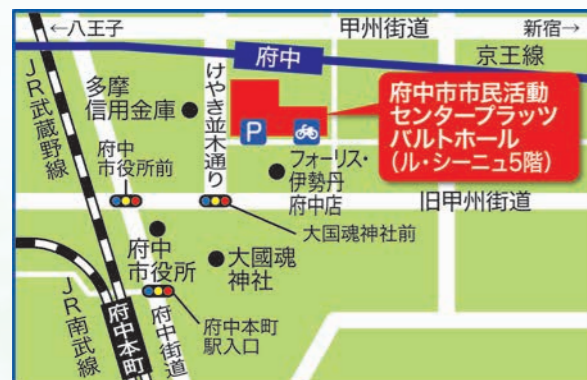 ←八王子
甲州街道
新宿→
京王線
府中
多摩
信用金庫
けやき並木通り
JR武蔵野線
府中市市民活動
センタープラッツ
バルトホール
(ル・シーニュ5階)
P
府中
市役所前
フォーリス・
伊勢丹
府中店
旧甲州街道
大国魂神社前
府中
市役所
大國魂
神社
JR南武線
府中本町
府中街道
府中本町
駅入口